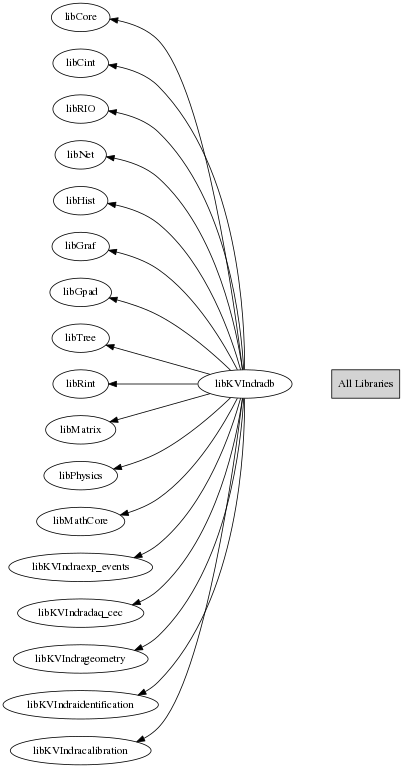 libCore
libCint
libRIO
libNet
libHist
libGraf
libGpad
libTree
libRint
libKVIndradb
All Libraries
libMatrix
libPhysics
libMathCore
libKVIndraexp_events
libKVIndradaq_cec
libKVIndrageometry
libKVIndraidentification
libKVIndracalibration